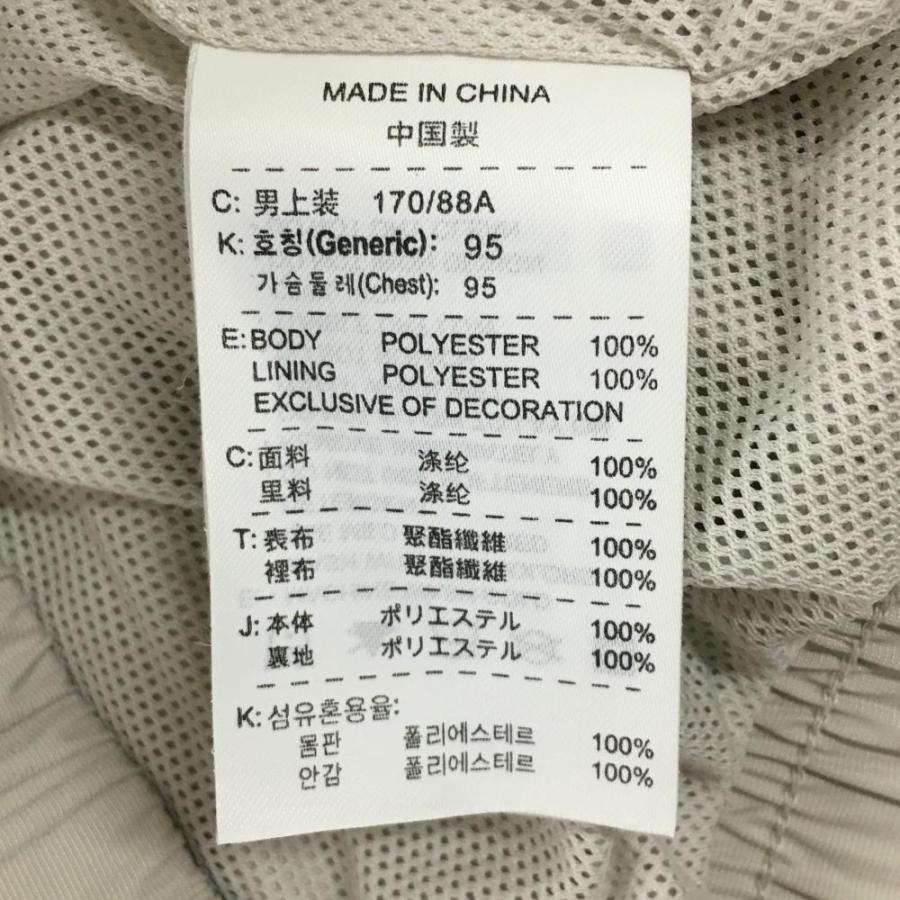 MADE IN CHINA
中国製
C: 男上装 170/88A
K: 호칭(Generic): 95
가슴둘레(Chest): 95
E: BODY POLYESTER 100%
LINING POLYESTER 100%
EXCLUSIVE OF DECORATION
C: 面料 涤纶 100%
里料 涤纶 100%
T: 表布 聚酯纖維 100%
裡布 聚酯纖維 100%
J: 本体 ポリエステル 100%
裏地 ポリエステル 100%
K: 섬유혼용율:
몸판 폴리에스테르 100%
안감 폴리에스테르 100%